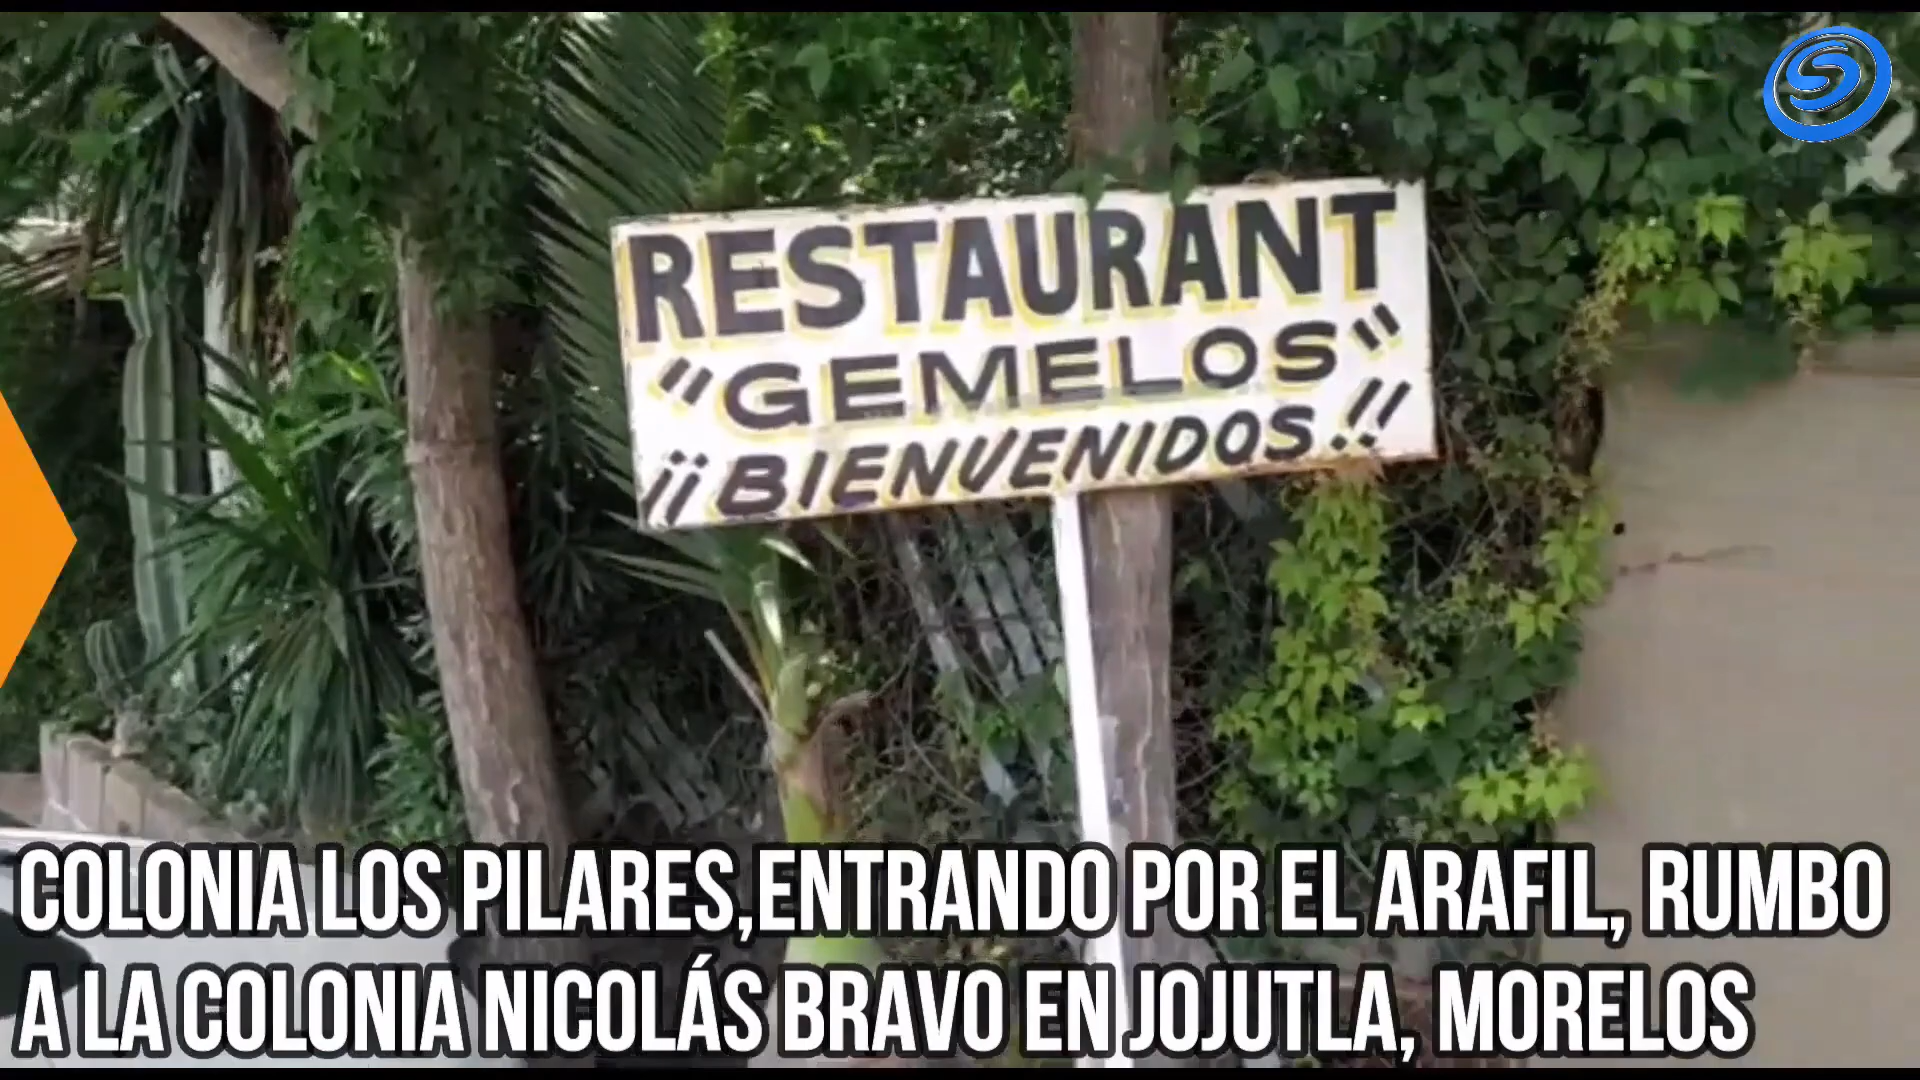 RESTAURANT
"GEMELOS"
¡¡BIENVENIDOS!!
COLONIA LOS PILARES,ENTRANDO POR EL ARAFIL, RUMBO
A LA COLONIA NICOLÁS BRAVO EN JOJUTLA, MORELOS